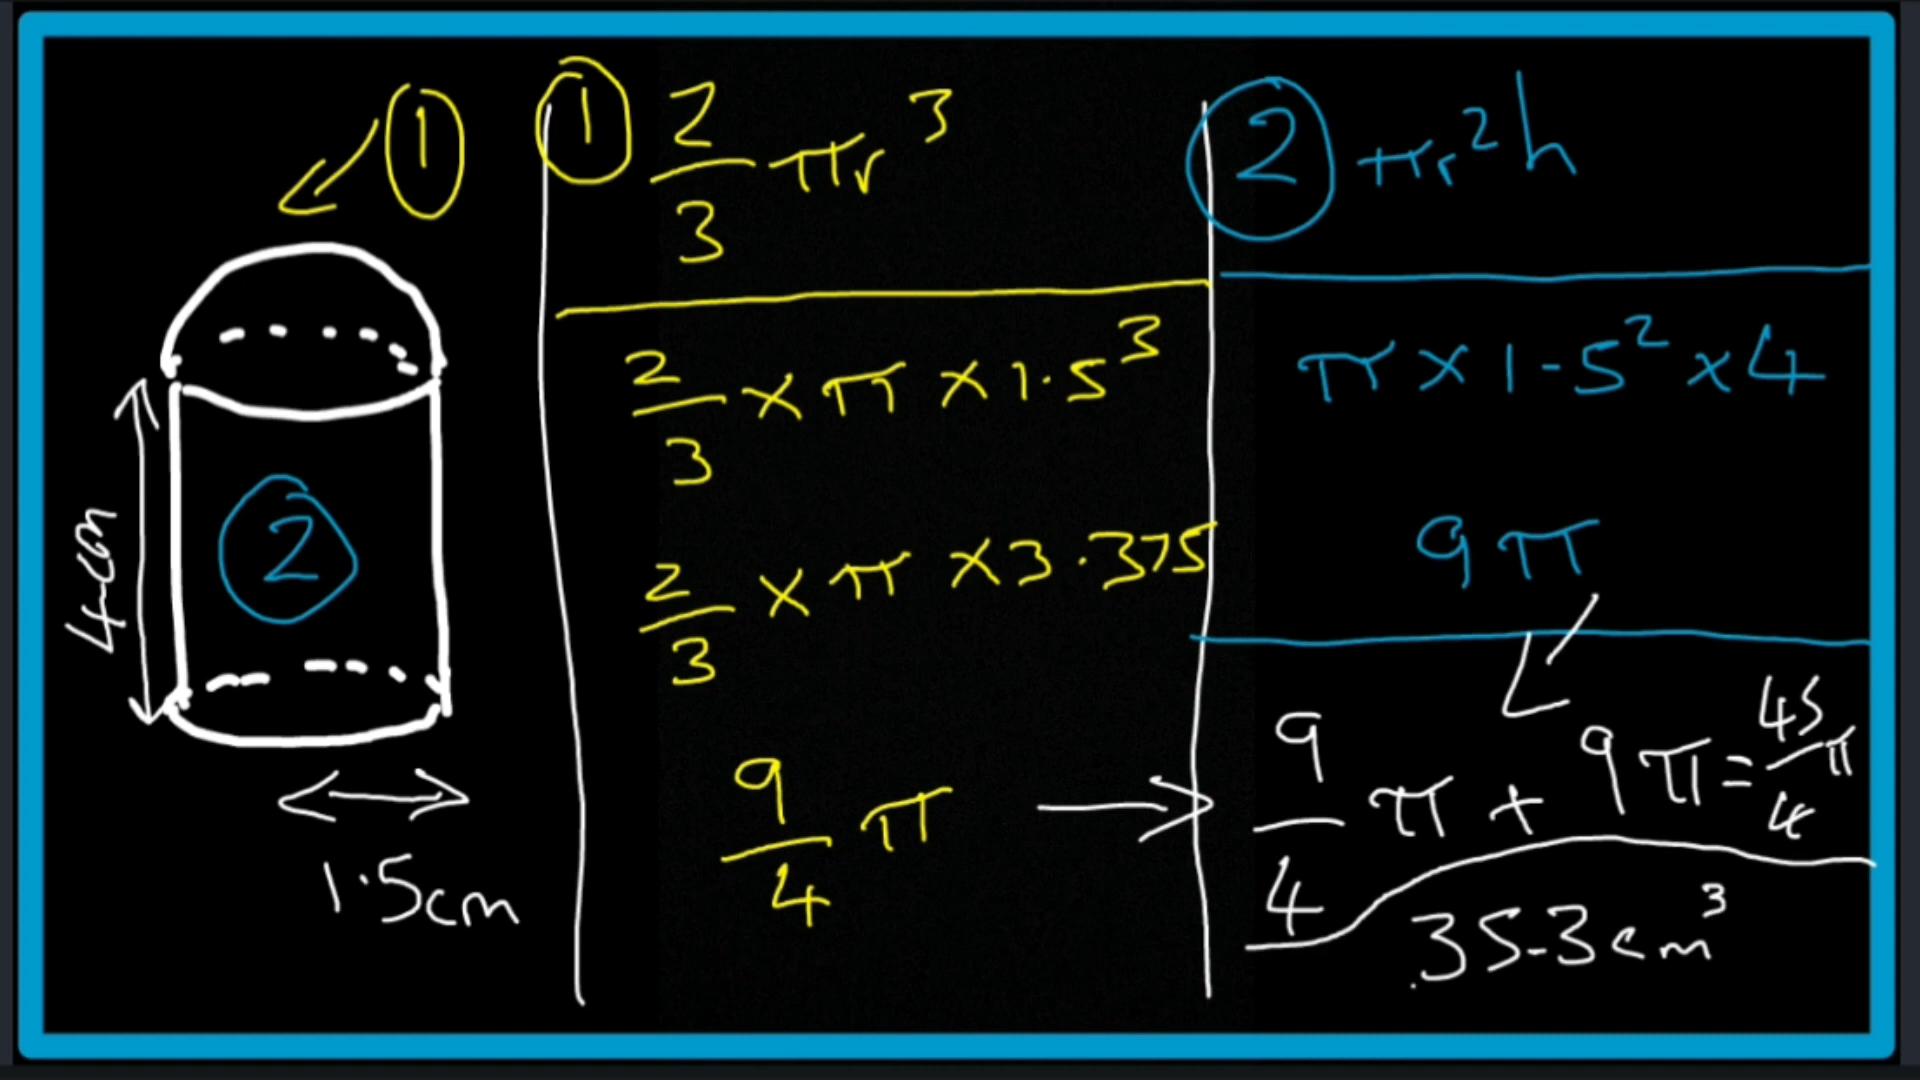 ①
②
4cm
1.5cm
① 2/3 πr³
2/3 × π × 1.5³
2/3 × π × 3.375
9/4 π
② πr²h
π × 1.5² × 4
9π
9/4 π + 9π = 45/4 π
35.3cm³